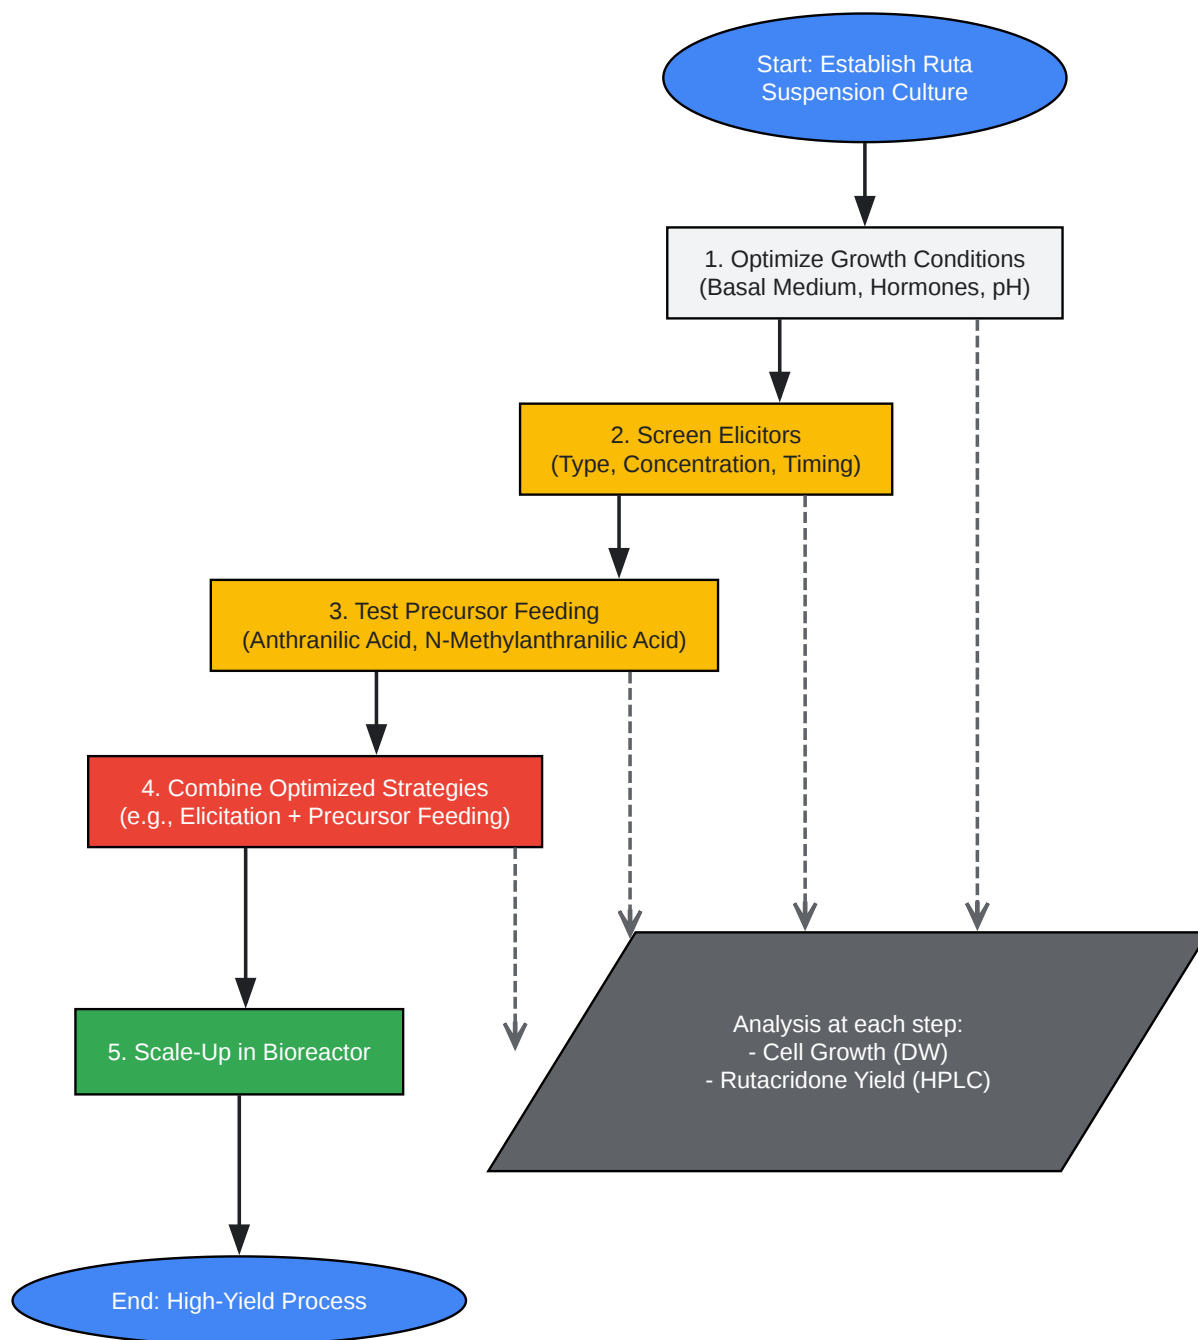 Start: Establish Ruta
Suspension Culture
1. Optimize Growth Conditions
(Basal Medium, Hormones, pH)
2. Screen Elicitors
(Type, Concentration, Timing)
3. Test Precursor Feeding
(Anthranilic Acid, N-Methylanthranilic Acid)
4. Combine Optimized Strategies
(e.g., Elicitation + Precursor Feeding)
Analysis at each step:
- Cell Growth (DW)
- Rutacridone Yield (HPLC)
5. Scale-Up in Bioreactor
End: High-Yield Process